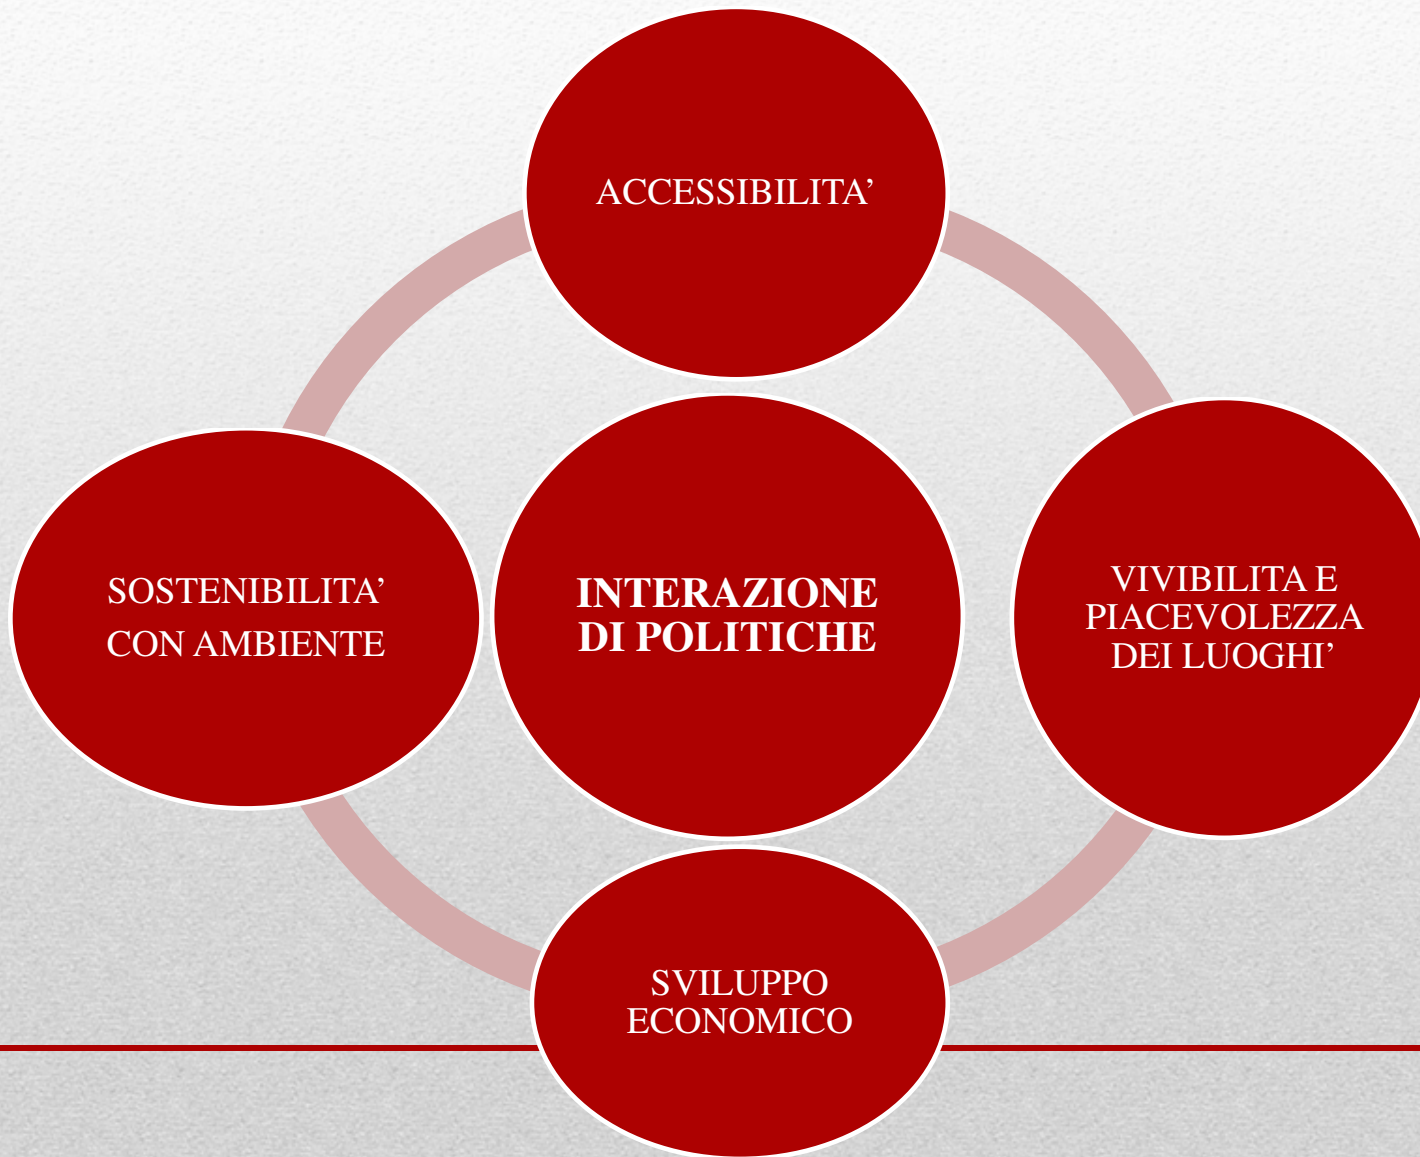 ACCESSIBILITA’
SOSTENIBILITA’
CON AMBIENTE
INTERAZIONE
DI POLITICHE
VIVIBILITA E
PIACEVOLEZZA
DEI LUOGHI’
SVILUPPO
ECONOMICO